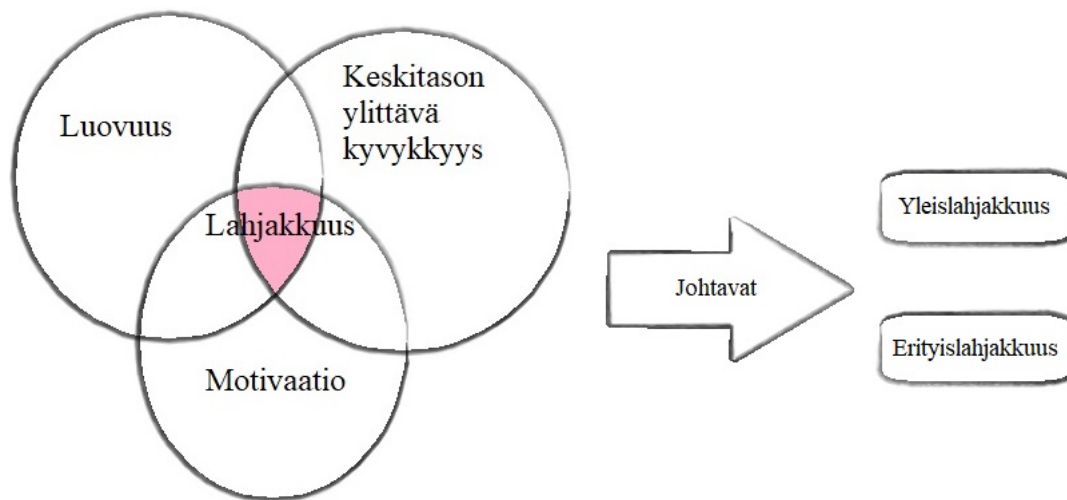 Luovuus
Keskitason
ylittävä
kyvykkyys
Lahjakkuus
Motivaatio
Johtavat
Yleislahjakkuus
Erityislahjakkuus